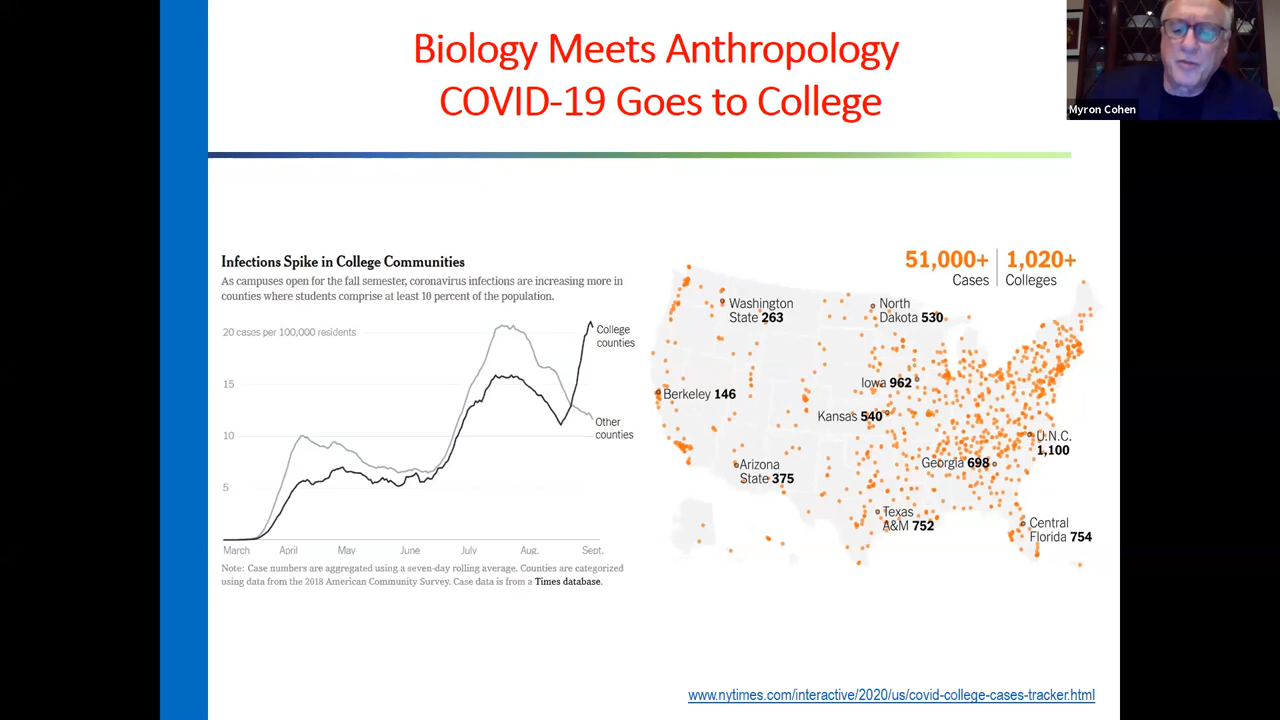 Biology Meets Anthropology
COVID-19 Goes to College
Myron Cohen
Infections Spike in College Communities
As campuses open for the fall semester, coronavirus infections are increasing more in
counties where students comprise at least 10 percent of the population.
20 cases per 100,000 residents
15
10
5
College
counties
Other
counties
March April May June July Aug. Sept.
Note: Case numbers are aggregated using a seven-day rolling average. Counties are categorized
using data from the 2018 American Community Survey. Case data is from a Times database.
51,000+ 1,020+
Cases Colleges
Washington
State 263
North
Dakota 530
Iowa 962
Berkeley 146
Kansas 540
U.N.C.
1,100
Georgia 698
Arizona
State 375
Texas
A&M 752
Central
Florida 754
www.nytimes.com/interactive/2020/us/covid-college-cases-tracker.html